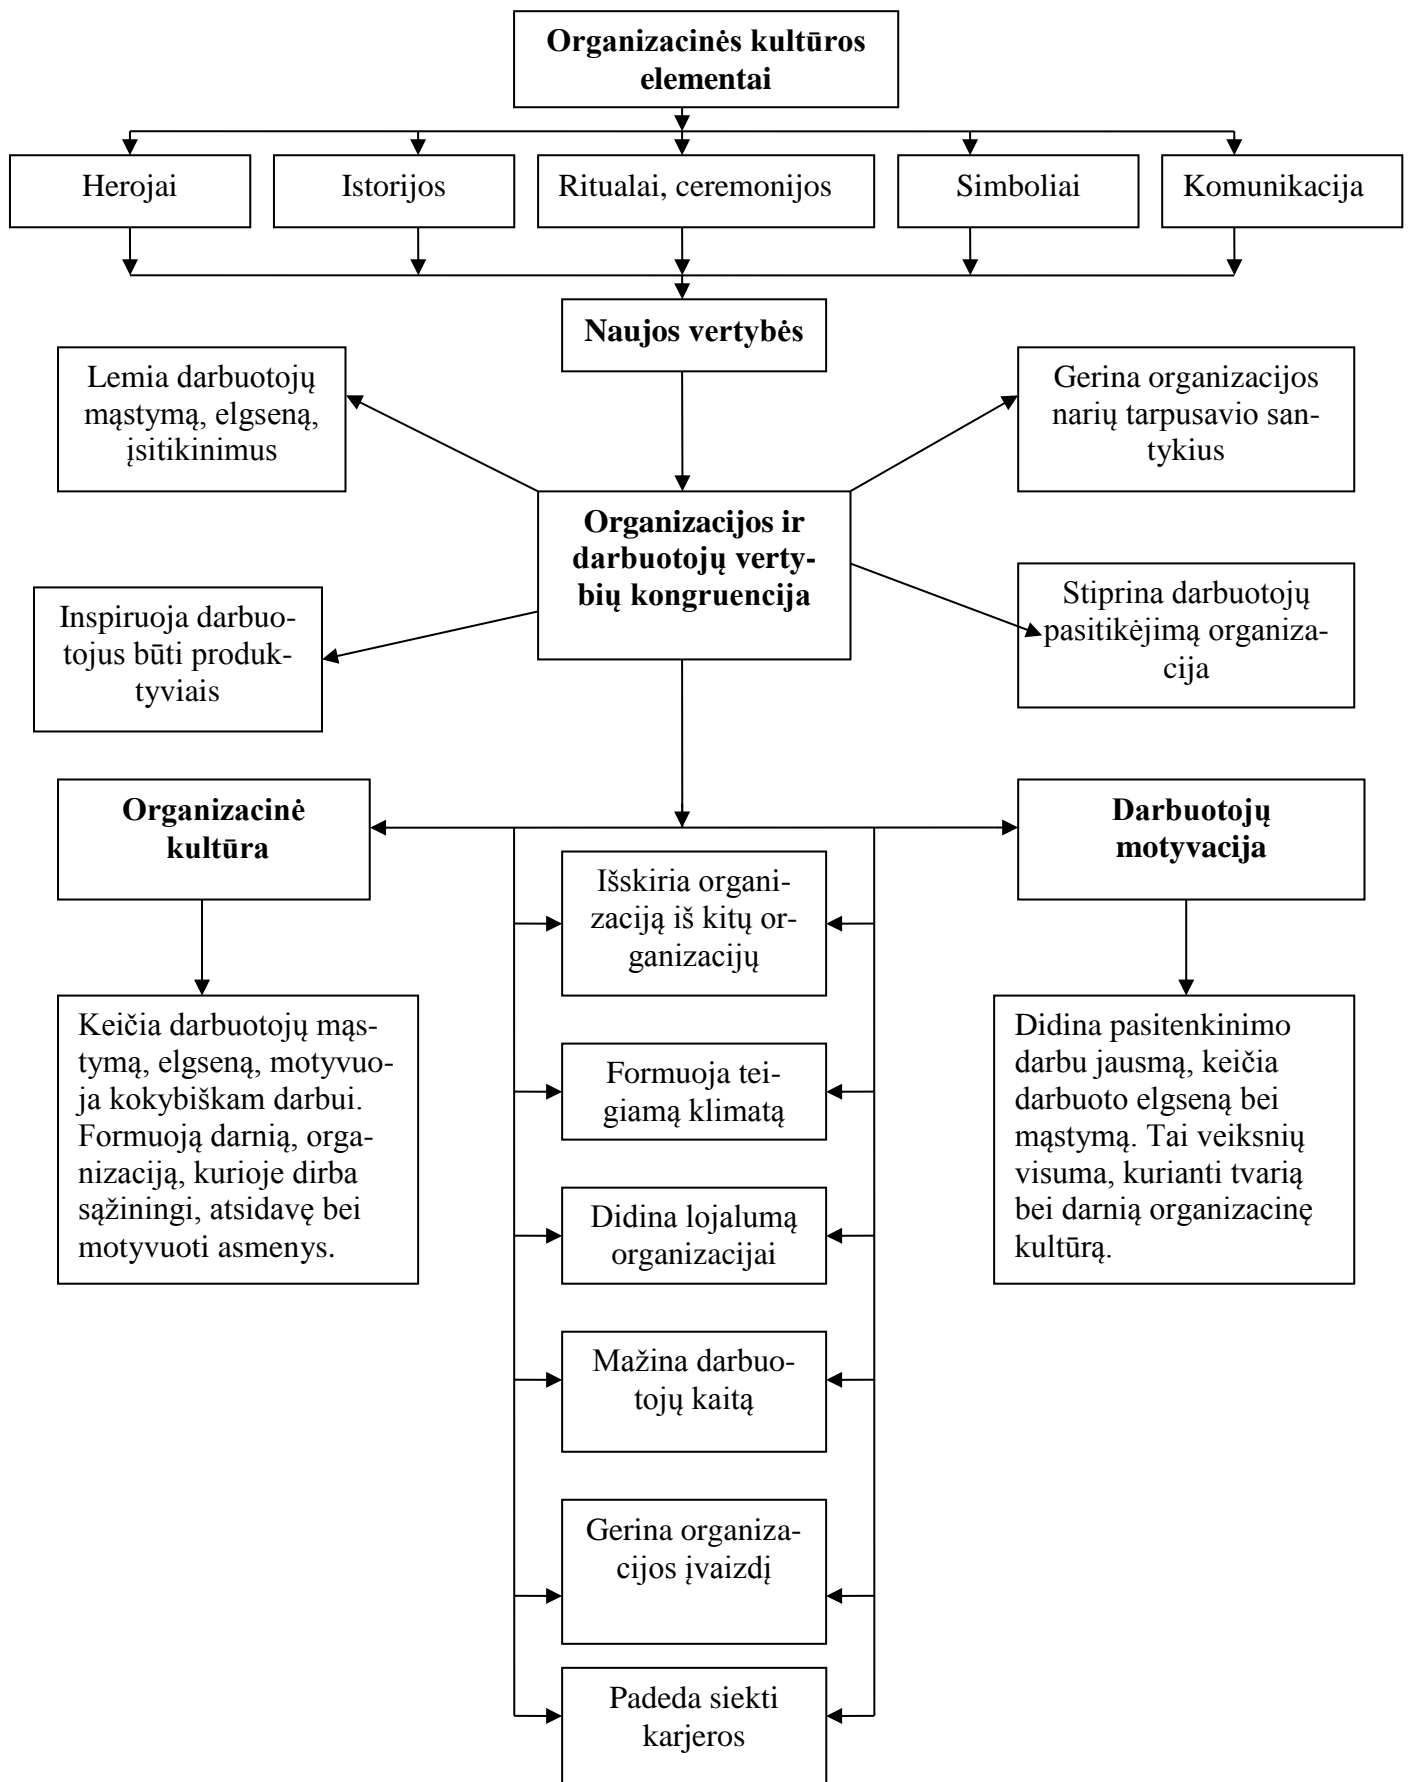 Organizacinės kultūros
elementai
Herojai
Istorijos
Ritualai, ceremonijos
Simboliai
Komunikacija
Naujos vertybės
Lemia darbuotojų
mąstymą, elgseną,
įsitikinimus
Gerina organizacijos
narių tarpusavio san-
tykius
Organizacijos ir
darbuotojų verty-
bių kongruencija
Inspiruoja darbuo-
tojus būti produk-
tyviais
Stiprina darbuotojų
pasitikėjimą organiza-
cija
Organizacinė
kultūra
Darbuotojų
motyvacija
Išskiria organi-
zaciją iš kitų or-
ganizacijų
Keičia darbuotojų mąs-
tymą, elgseną, motyvuo-
ja kokybiškam darbui.
Formuoją darnią, orga-
nizaciją, kurioje dirba
sąžiningi, atsidavę bei
motyvuoti asmenys.
Formuoja tei-
giamą klimatą
Didina pasitenkinimo
darbu jausmą, keičia
darbuoto elgseną bei
mąstymą. Tai veiksnių
visuma, kurianti tvarią
bei darnią organizacinę
kultūrą.
Didina lojalumą
organizacijai
Mažina darbuo-
tojų kaitą
Gerina organiza-
cijos įvaizdį
Padeda siekti
karjeros